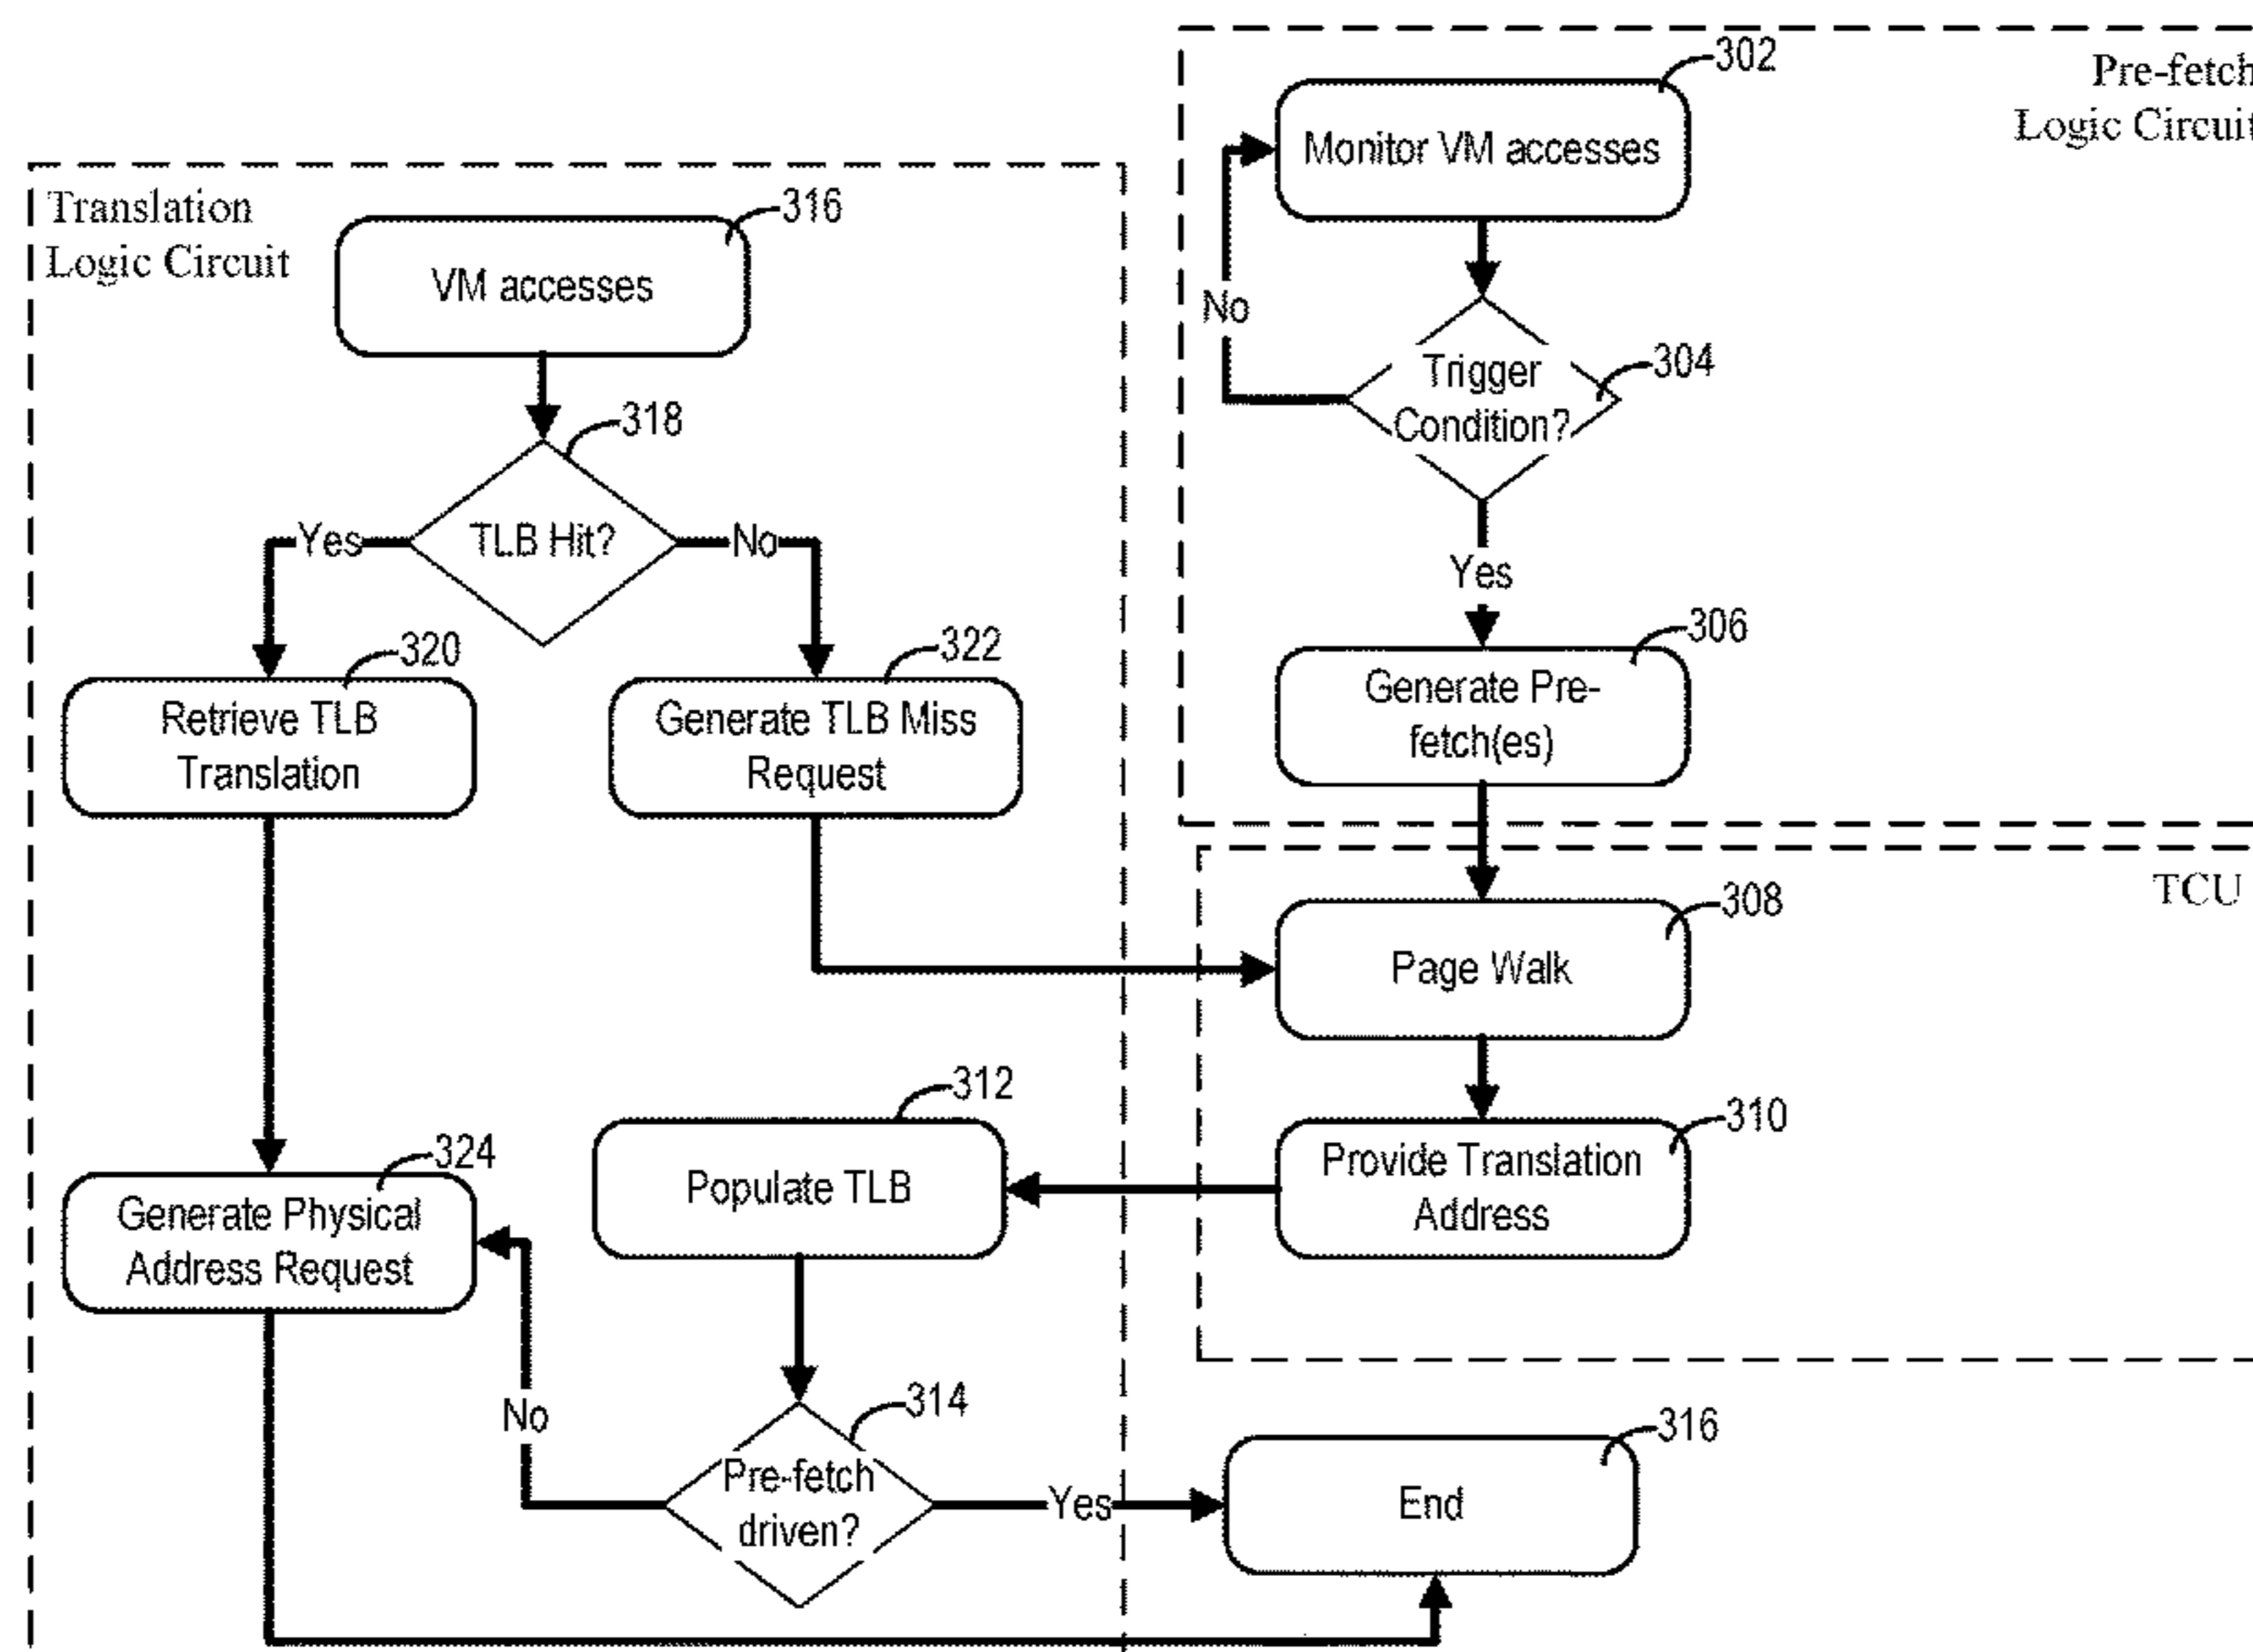 302
Pre-fetch
Logic Circuit
Monitor VM accesses
Translation
Logic Circuit
316
VM accesses
No
Trigger
Condition?
304
318
Yes
TLB Hit?
No
Yes
306
Generate Pre-
fetch(es)
320
Retrieve TLB
Translation
322
Generate TLB Miss
Request
TCU
308
Page Walk
312
Populate TLB
310
Provide Translation
Address
324
Generate Physical
Address Request
No
314
Pre-fetch
driven?
Yes
316
End